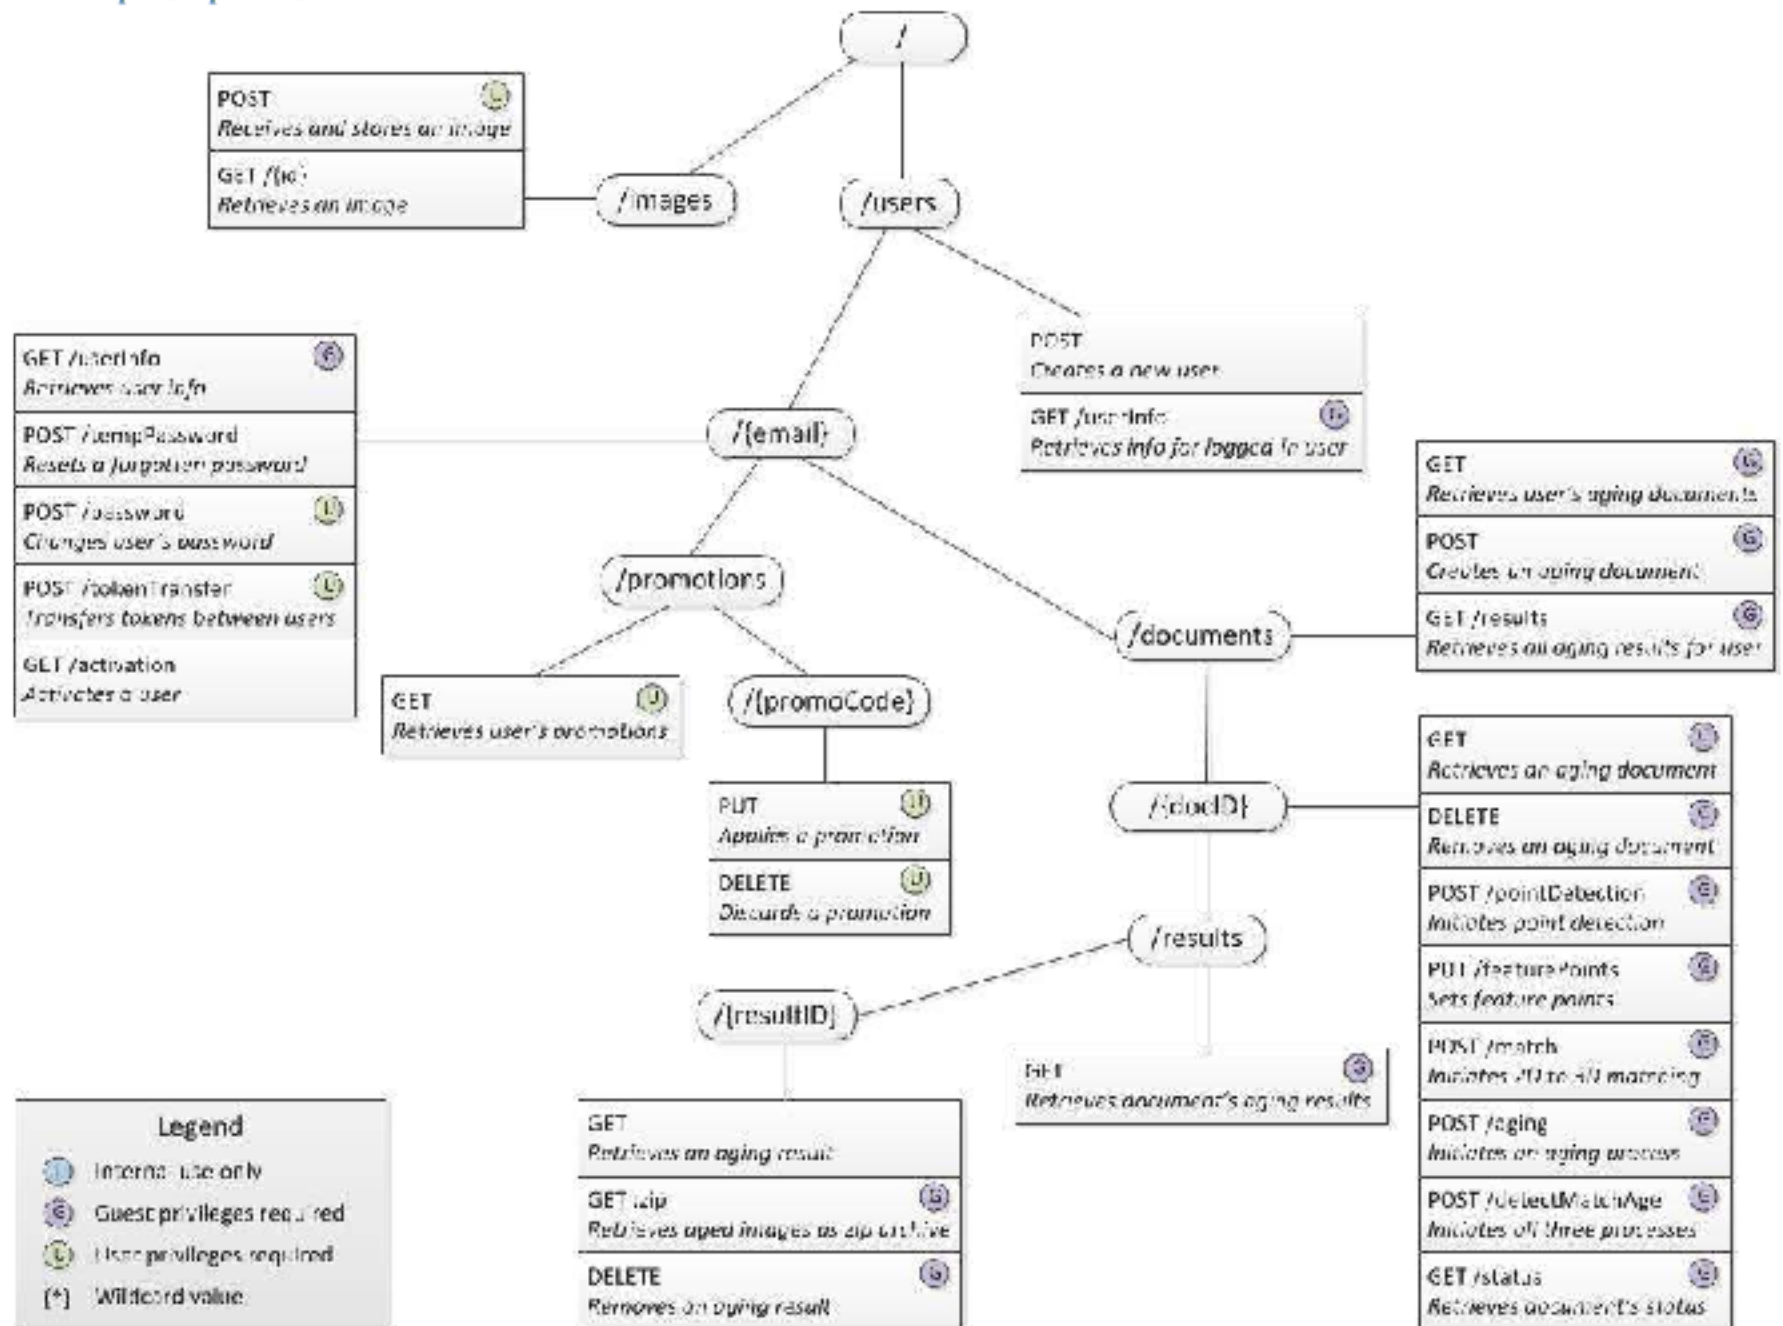 /
POST
Receives and stores an image
GET /{id}
Retrieves an image
/images
/users
POST
Creates a new user
GET /userInfo
Retrieves info for logged in user
GET /userInfo
Retrieves user info
POST /tempPassword
Resets a forgotten password
POST /password
Changes user's password
POST /tokenTransfer
Transfers tokens between users
GET /activation
Activates a user
/{email}
GET
Retrieves user's aging documents
POST
Creates an aging document
GET /results
Retrieves all aging results for user
/promotions
/documents
GET
Retrieves user's promotions
/{promoCode}
PUT
Applies a promotion
DELETE
Discards a promotion
/{docID}
GET
Retrieves an aging document
DELETE
Removes an aging document
POST /pointDetection
Initiates point detection
PUT /featurePoints
Sets feature points
POST /match
Initiates 2D to 3D matching
POST /aging
Initiates an aging process
POST /detectMatchAge
Initiates all three processes
GET /status
Retrieves document's status
/results
/{resultID}
GET
Retrieves document's aging results
GET
Retrieves an aging result
GET .zip
Retrieves aged images as zip archive
DELETE
Removes an aging result
Legend
Internal use only
G Guest privileges required
U User privileges required
{*} Wildcard value